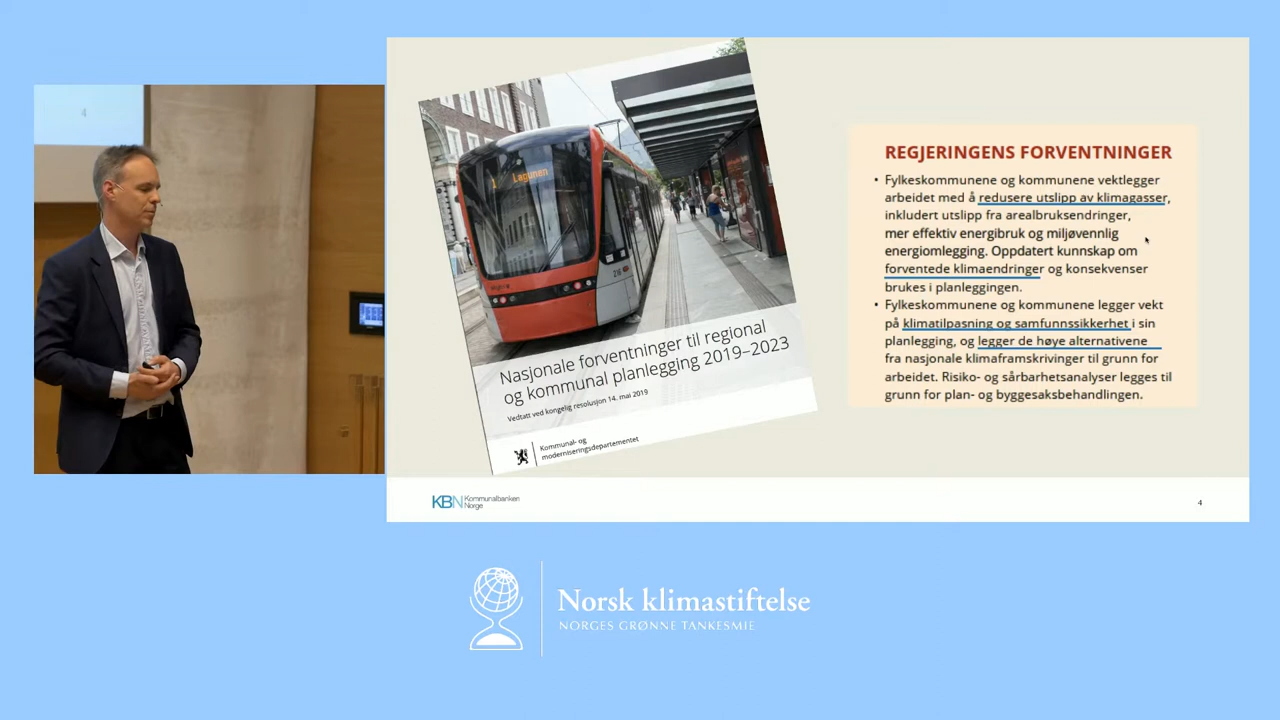 4
1 Lagunen
Nasjonale forventninger til regional
og kommunal planlegging 2019–2023
Vedtatt ved kongelig resolusjon 14. mai 2019
Kommunal- og
moderniseringsdepartementet
REGJERINGENS FORVENTNINGER
• Fylkeskommunene og kommunene vektlegger
arbeidet med å redusere utslipp av klimagasser,
inkludert utslipp fra arealbruksendringer,
mer effektiv energibruk og miljøvennlig
energiomlegging. Oppdatert kunnskap om
forventede klimaendringer og konsekvenser
brukes i planleggingen.
• Fylkeskommunene og kommunene legger vekt
på klimatilpasning og samfunnssikkerhet i sin
planlegging, og legger de høye alternativene
fra nasjonale klimaframskrivinger til grunn for
arbeidet. Risiko- og sårbarhetsanalyser legges til
grunn for plan- og byggesaksbehandlingen.
KBN Kommunalbanken
Norge
4
Norsk klimastiftelse
NORGES GRØNNE TANKESMIE